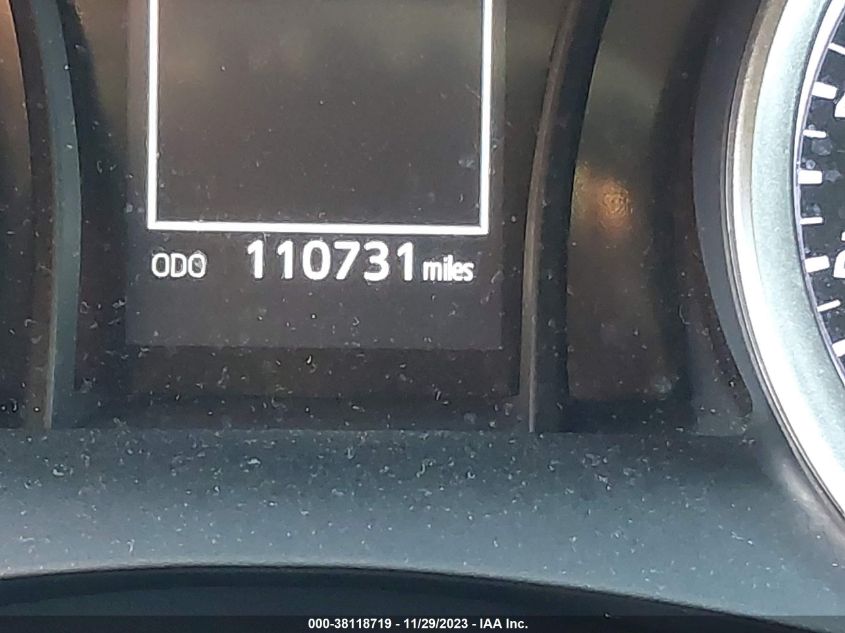 ODO 110731 miles
000-38118719 - 11/29/2023 - IAA Inc.